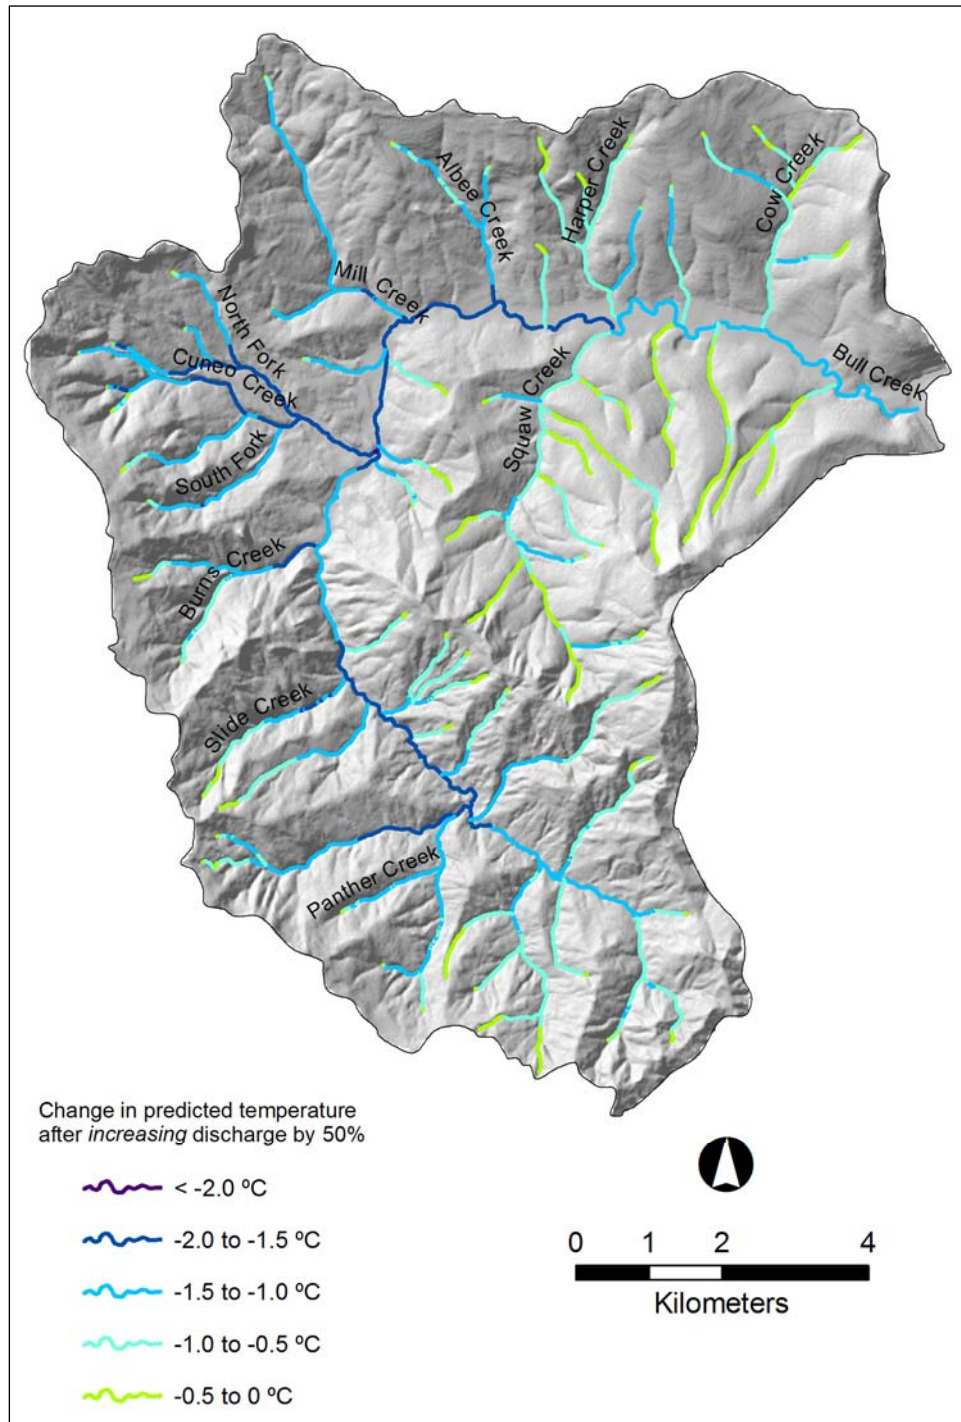 Albee Creek
Harper Creek
Cow Creek
Mill Creek
North Fork
Cuneo Creek
Bull Creek
Squaw Creek
South Fork
Burns Creek
Slide Creek
Panther Creek
Change in predicted temperature
after increasing discharge by 50%
< -2.0 ºC
-2.0 to -1.5 ºC
-1.5 to -1.0 ºC
-1.0 to -0.5 ºC
-0.5 to 0 ºC
0 1 2 4
Kilometers